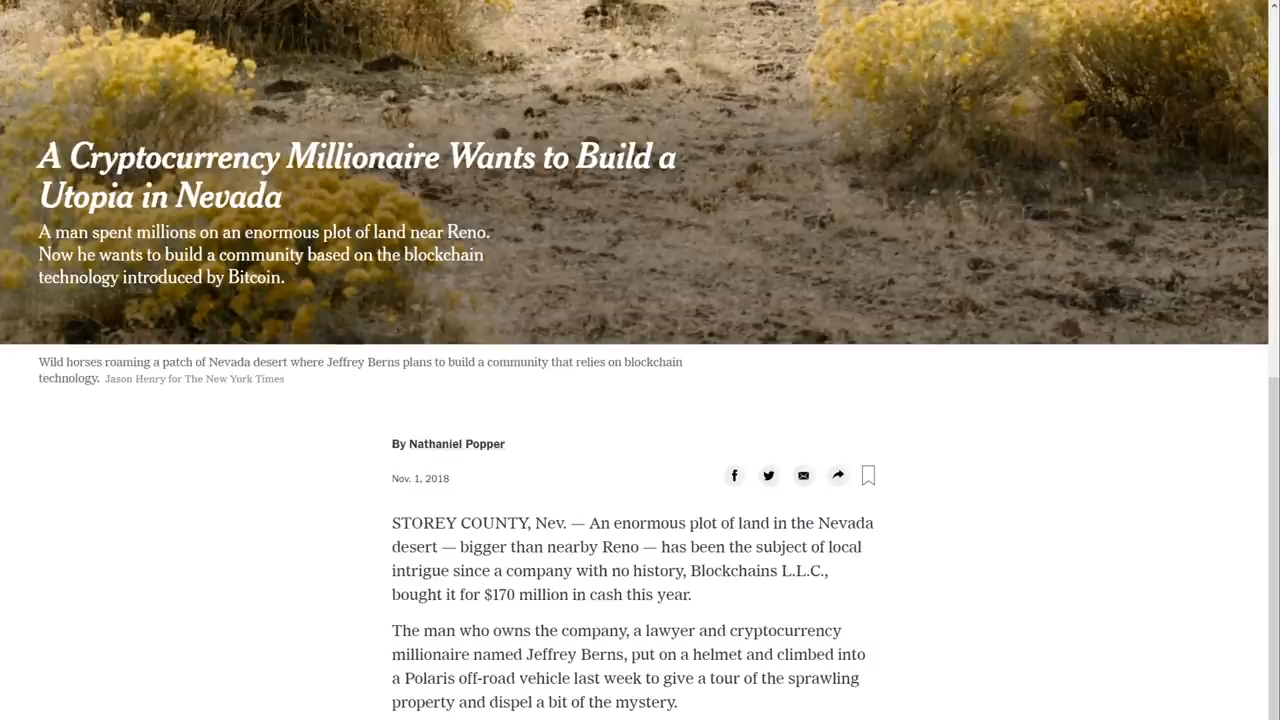 A Cryptocurrency Millionaire Wants to Build a
Utopia in Nevada
A man spent millions on an enormous plot of land near Reno.
Now he wants to build a community based on the blockchain
technology introduced by Bitcoin.
Wild horses roaming a patch of Nevada desert where Jeffrey Berns plans to build a community that relies on blockchain
technology. Jason Henry for The New York Times
By Nathaniel Popper
Nov. 1, 2018
STOREY COUNTY, Nev. — An enormous plot of land in the Nevada
desert — bigger than nearby Reno — has been the subject of local
intrigue since a company with no history, Blockchains L.L.C.,
bought it for $170 million in cash this year.
The man who owns the company, a lawyer and cryptocurrency
millionaire named Jeffrey Berns, put on a helmet and climbed into
a Polaris off-road vehicle last week to give a tour of the sprawling
property and dispel a bit of the mystery.